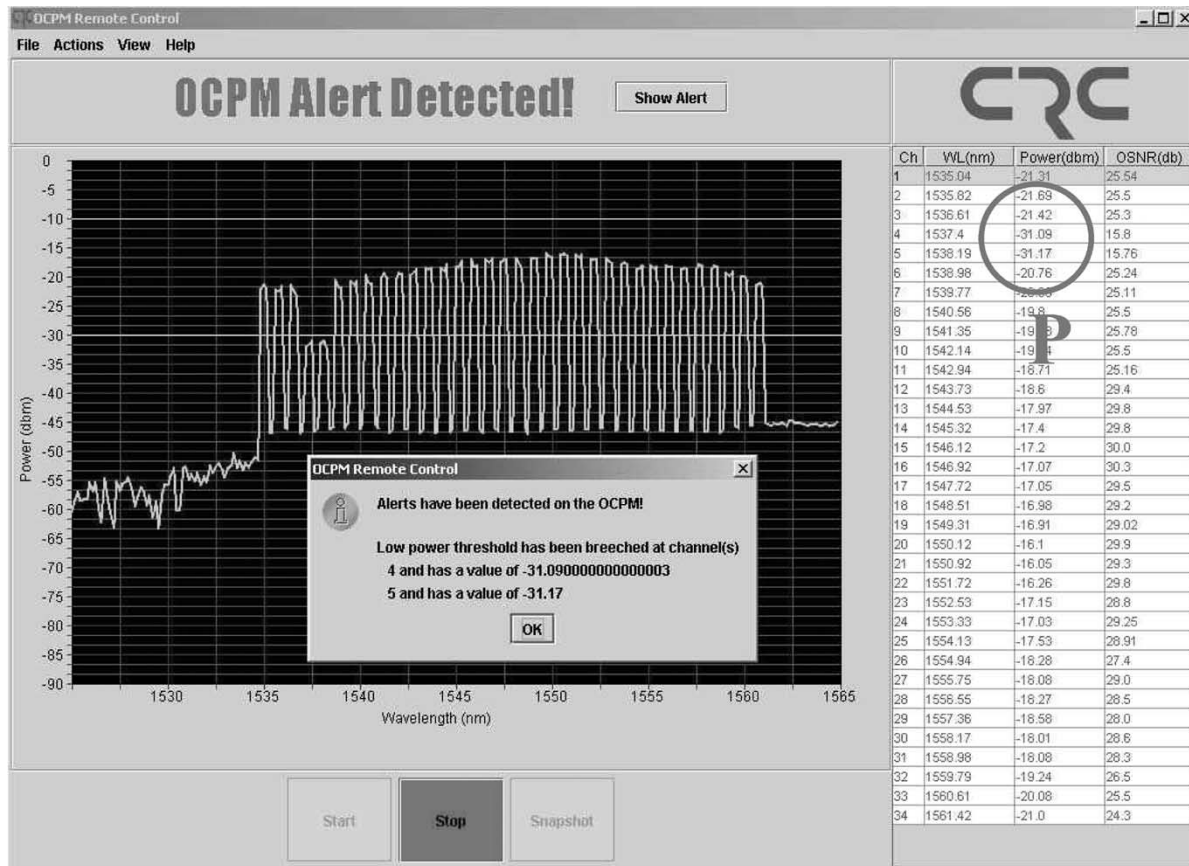 OCPM Remote Control
File Actions View Help
OCPM Alert Detected!
Show Alert
CRC
0
-5
-10
-15
-20
-25
-30
-35
-40
-45
-50
-55
-60
-65
-70
-75
-80
-85
-90
Power (dbm)
1530 1535 1540 1545 1550 1555 1560 1565
Wavelength (nm)
OCPM Remote Control
Alerts have been detected on the OCPM!
Low power threshold has been breeched at channel(s)
4 and has a value of -31.090000000000003
5 and has a value of -31.17
OK
Start Stop Snapshot
Ch WL(nm) Power(dbm) OSNR(db)
1 1535.04 -21.31 25.54
2 1535.82 -21.69 25.5
3 1536.61 -21.42 25.3
4 1537.4 -31.09 15.8
5 1538.19 -31.17 15.76
6 1538.98 -20.76 25.24
7 1539.77 25.11
8 1540.56 -19.8 25.5
9 1541.35 25.78
10 1542.14 25.5
11 1542.94 -18.71 25.16
12 1543.73 -18.6 29.4
13 1544.53 -17.97 29.8
14 1545.32 -17.4 29.8
15 1546.12 -17.2 30.0
16 1546.92 -17.07 30.3
17 1547.72 -17.05 29.5
18 1548.51 -16.98 29.2
19 1549.31 -16.91 29.02
20 1550.12 -16.1 29.9
21 1550.92 -16.05 29.3
22 1551.72 -16.26 29.8
23 1552.53 -17.15 28.8
24 1553.33 -17.03 29.25
25 1554.13 -17.53 28.91
26 1554.94 -18.28 27.4
27 1555.75 -18.08 29.0
28 1556.55 -18.27 28.5
29 1557.36 -18.58 28.0
30 1558.17 -18.01 28.6
31 1558.98 -18.08 28.3
32 1559.79 -19.24 26.5
33 1560.61 -20.08 25.5
34 1561.42 -21.0 24.3
P